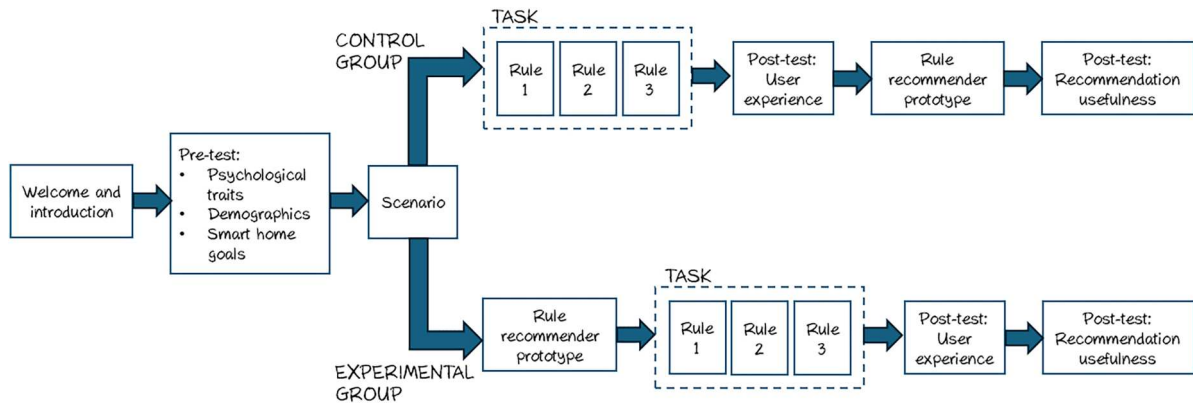 TASK
CONTROL
GROUP
Rule
1
Rule
2
Rule
3
Post-test:
User
experience
Rule
recommender
prototype
Post-test:
Recommendation
usefulness
Welcome and
introduction
Pre-test:
• Psychological
traits
• Demographics
• Smart home
goals
Scenario
EXPERIMENTAL
GROUP
Rule
recommender
prototype
TASK
Rule
1
Rule
2
Rule
3
Post-test:
User
experience
Post-test:
Recommendation
usefulness